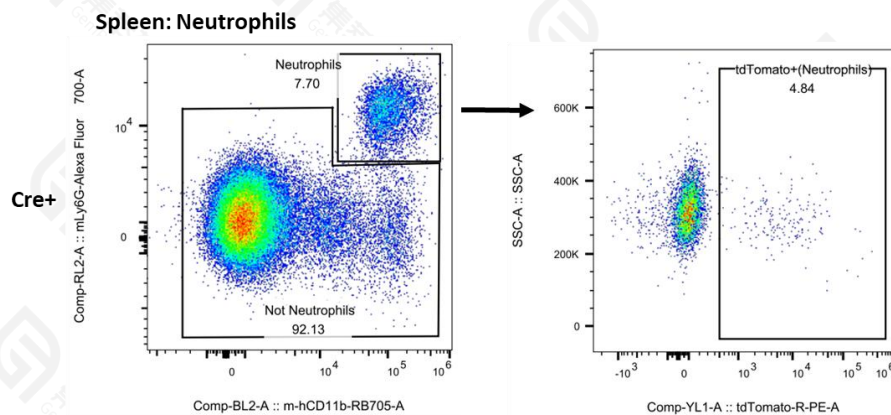 Spleen: Neutrophils
Cre+
Comp-RL2-A :: mLy6G-Alexa Fluor 700-A
10^4
0
Neutrophils
7.70
Not Neutrophils
92.13
0
10^4
10^5
10^6
Comp-BL2-A :: m-hCD11b-RB705-A
SSC-A :: SSC-A
600K
400K
200K
0
tdTomato+(Neutrophils)
4.84
-10^3
0
10^3
10^4
10^5
10^6
Comp-YL1-A :: tdTomato-R-PE-A